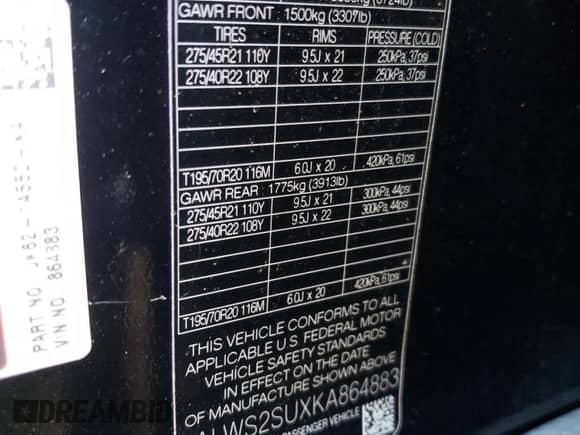 GAWR FRONT : 1500kg (3307lb)
TIRES RIMS PRESSURE (COLD)
275/45R21 110Y 9.5J x 21 250kPa, 37psi
275/40R22 108Y 9.5J x 22 250kPa, 37psi
T195/70R20 116M 6.0J x 20 420kPa, 61psi
GAWR REAR : 1775kg (3913lb)
275/45R21 110Y 9.5J x 21 300kPa, 44psi
275/40R22 108Y 9.5J x 22 300kPa, 44psi
T195/70R20 116M 6.0J x 20 420kPa, 61psi
THIS VEHICLE CONFORMS TO ALL
APPLICABLE U.S. FEDERAL MOTOR
VEHICLE SAFETY STANDARDS
IN EFFECT ON THE DATE
OF MANUFACTURE SHOWN ABOVE
WS2SUXKA864883
PASSENGER VEHICLE
PART NO.
VIN NO 864883
DREAMBID